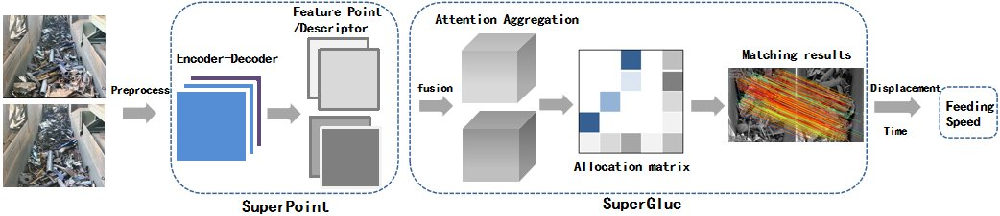 Preprocess
Encoder-Decoder
Feature Point
/Descriptor
SuperPoint
fusion
Attention Aggregation
Allocation matrix
Matching results
SuperGlue
Displacement
Time
Feeding
Speed